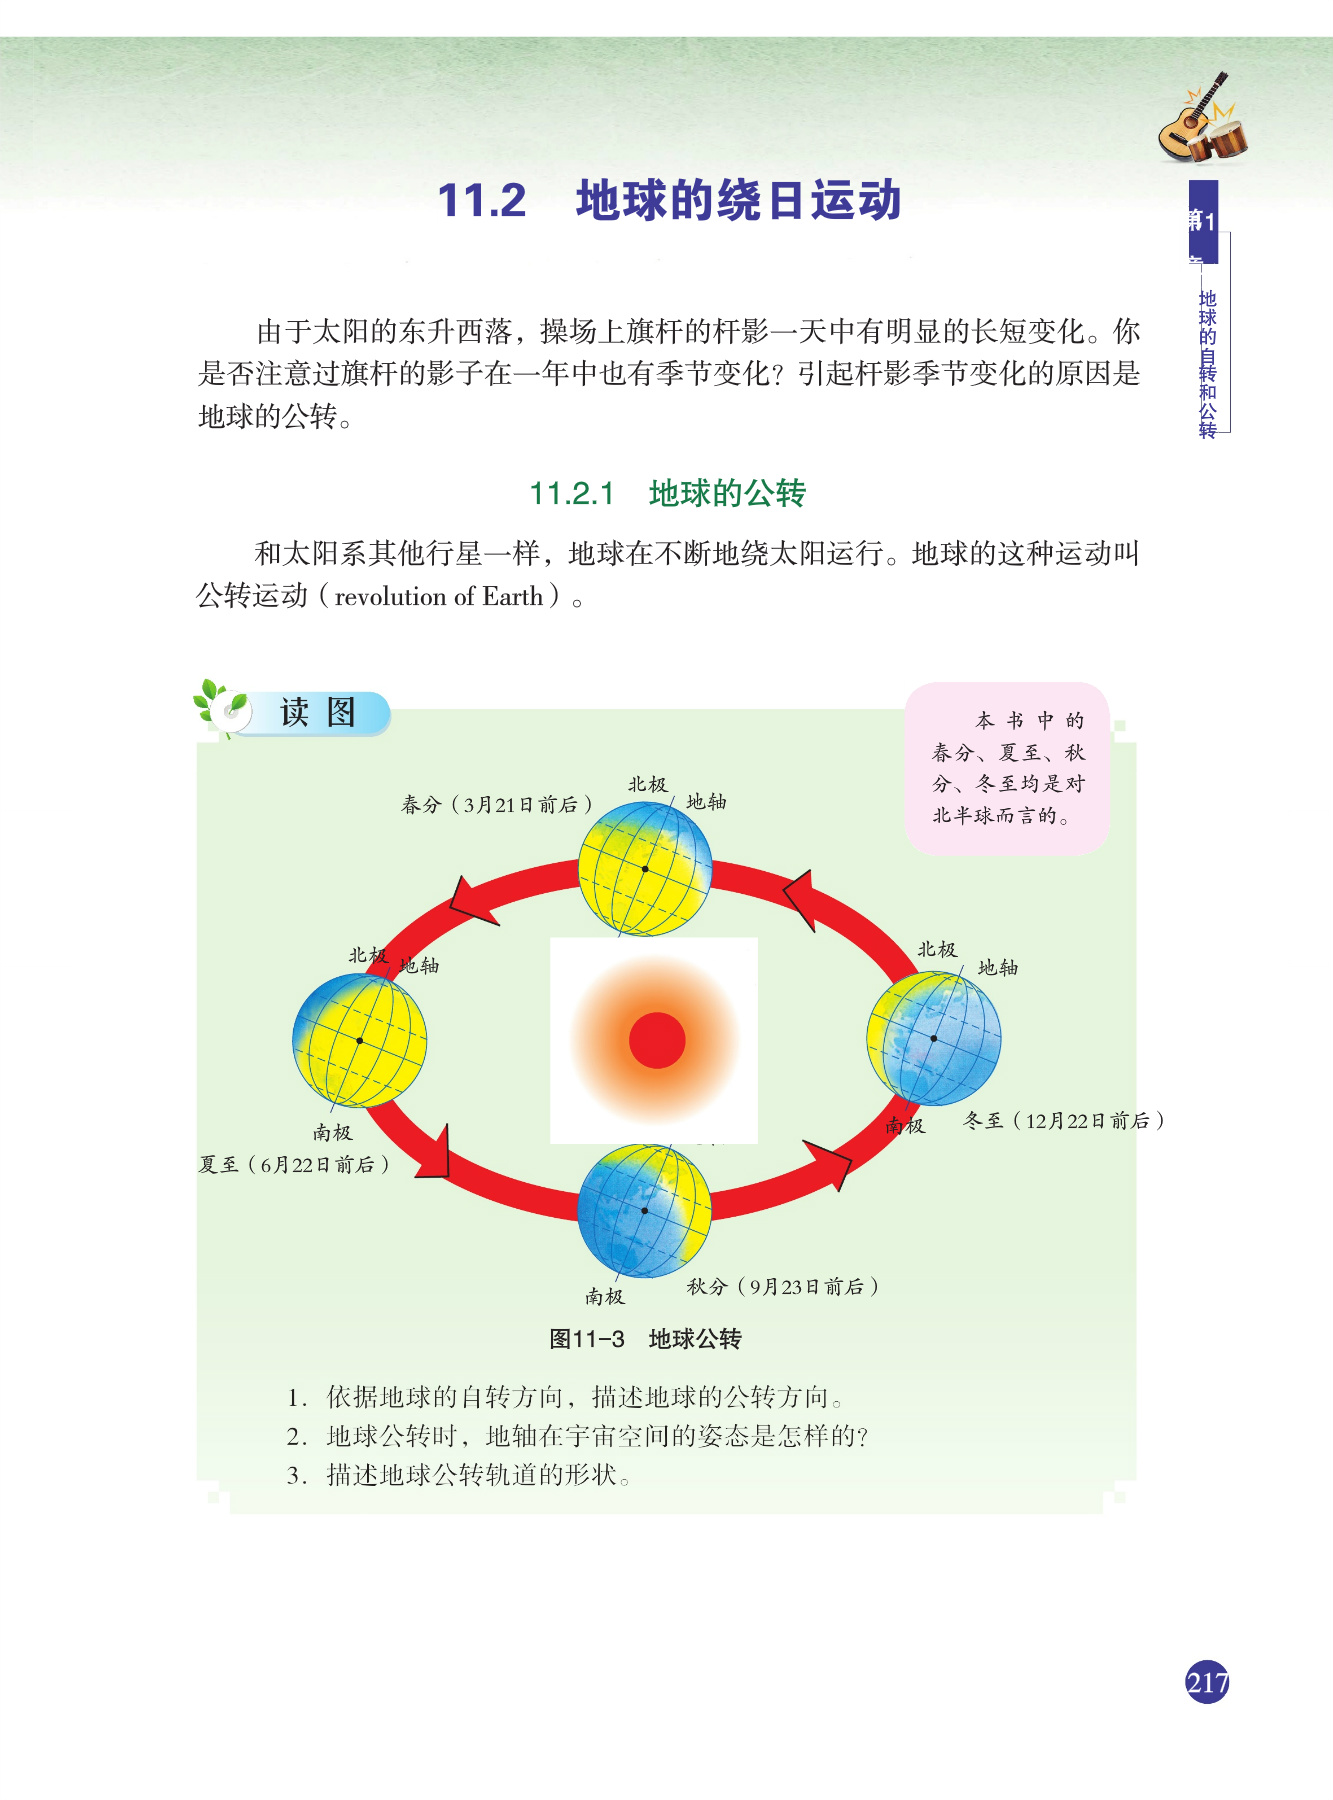 11.2 地球的绕日运动
第1
章
地球的自转和公转
由于太阳的东升西落，操场上旗杆的杆影一天中有明显的长短变化。你
是否注意过旗杆的影子在一年中也有季节变化？引起杆影季节变化的原因是
地球的公转。
11.2.1 地球的公转
和太阳系其他行星一样，地球在不断地绕太阳运行。地球的这种运动叫
公转运动（revolution of Earth）。
读图
本书中的
春分、夏至、秋
分、冬至均是对
北半球而言的。
北极
地轴
春分（3月21日前后）
北极
地轴
北极
地轴
南极
夏至（6月22日前后）
南极
冬至（12月22日前后）
南极
秋分（9月23日前后）
图11-3 地球公转
1. 依据地球的自转方向，描述地球的公转方向。
2. 地球公转时，地轴在宇宙空间的姿态是怎样的？
3. 描述地球公转轨道的形状。
217